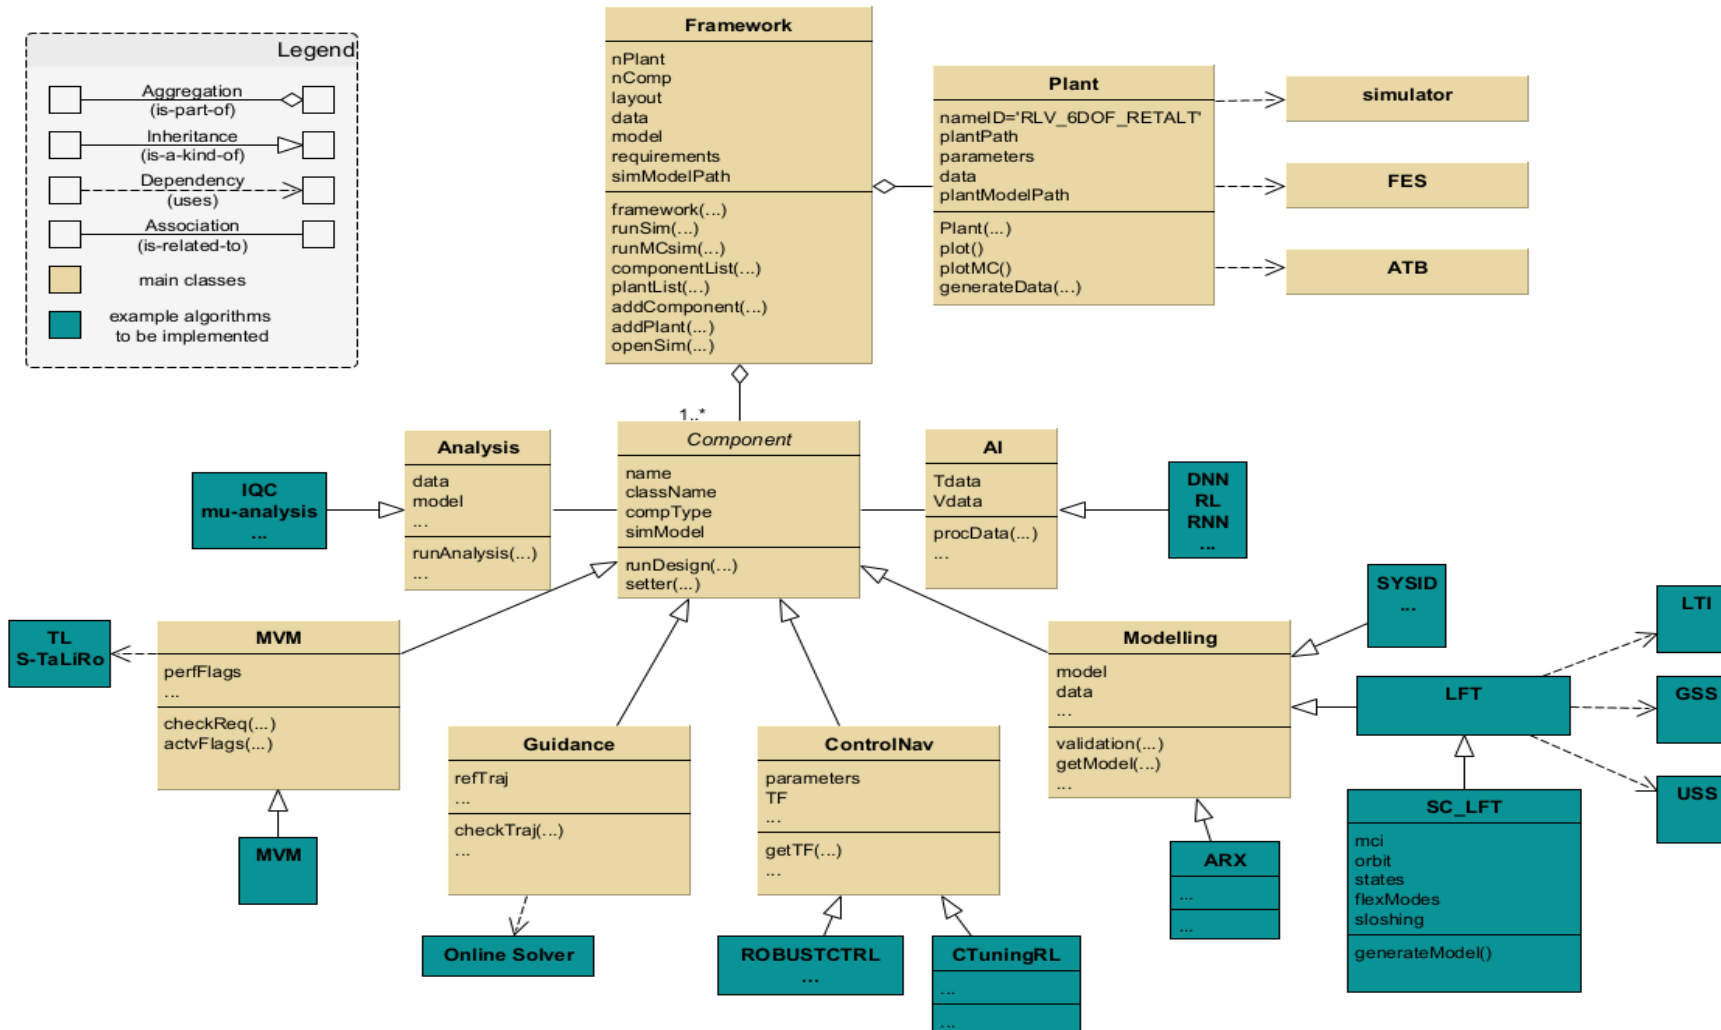 Legend
Aggregation
(is-part-of)
Inheritance
(is-a-kind-of)
Dependency
(uses)
Association
(is-related-to)
main classes
example algorithms
to be implemented
Framework
nPlant
nComp
layout
data
model
requirements
simModelPath
framework(...)
runSim(...)
runMCsim(...)
componentList(...)
plantList(...)
addComponent(...)
addPlant(...)
openSim(...)
Plant
nameID='RLV_6DOF_RETALT'
plantPath
parameters
data
plantModelPath
Plant(...)
plot()
plotMC()
generateData(...)
simulator
FES
ATB
1..*
Component
name
className
compType
simModel
runDesign(...)
setter(...)
Analysis
data
model
...
runAnalysis(...)
...
IQC
mu-analysis
...
AI
Tdata
Vdata
procData(...)
...
DNN
RL
RNN
...
TL
S-TaLiRo
MVM
perfFlags
...
checkReq(...)
actvFlags(...)
MVM
Guidance
refTraj
...
checkTraj(...)
...
Online Solver
ControlNav
parameters
TF
...
getTF(...)
...
ROBUSTCTRL
...
CTuningRL
...
...
Modelling
model
data
...
validation(...)
getModel(...)
...
SYSID
...
ARX
...
...
LFT
LTI
GSS
USS
SC_LFT
mci
orbit
states
flexModes
sloshing
generateModel()